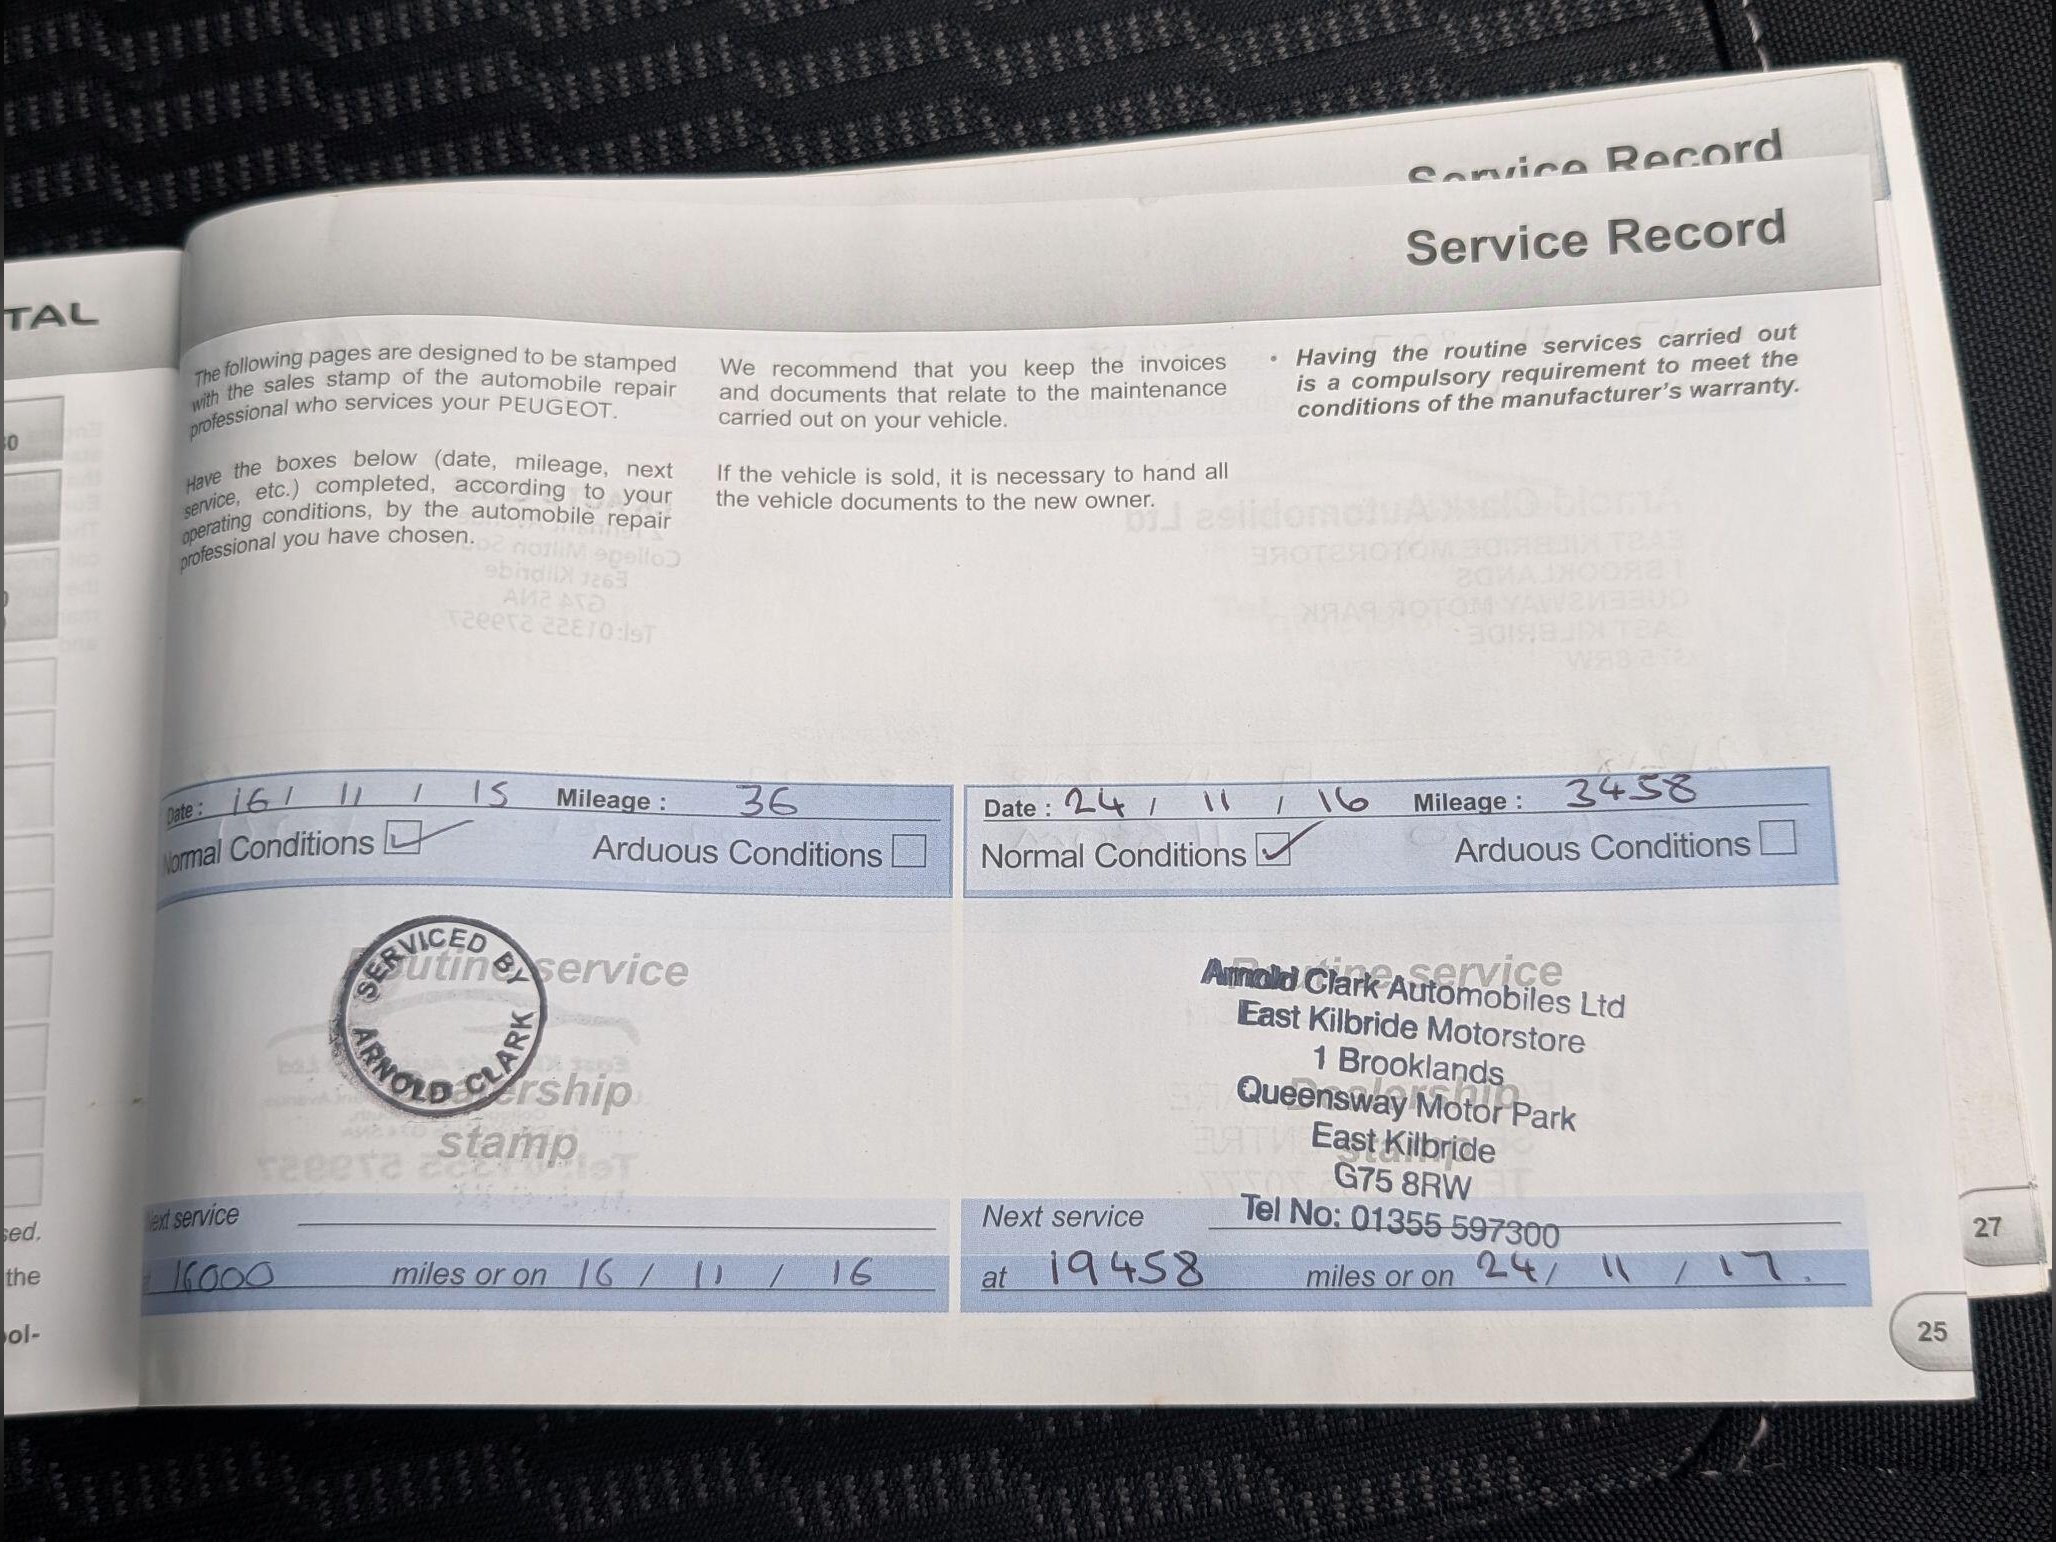 Service Record
Service Record
TAL
The following pages are designed to be stamped
with the sales stamp of the automobile repair
professional who services your PEUGEOT.
Have the boxes below (date, mileage, next
service, etc.) completed, according to your
operating conditions, by the automobile repair
professional you have chosen.
We recommend that you keep the invoices
and documents that relate to the maintenance
carried out on your vehicle.
If the vehicle is sold, it is necessary to hand all
the vehicle documents to the new owner.
• Having the routine services carried out
is a compulsory requirement to meet the
conditions of the manufacturer's warranty.
Date : 16 / 11 / 15 Mileage : 36
Normal Conditions Arduous Conditions
Routine service
Dealership
stamp
SERVICED BY
ARNOLD CLARK
Next service
16000 miles or on 16 / 11 / 16
Date : 24 / 11 / 16 Mileage : 3458
Normal Conditions Arduous Conditions
Routine service
Dealership
stamp
Arnold Clark Automobiles Ltd
East Kilbride Motorstore
1 Brooklands
Queensway Motor Park
East Kilbride
G75 8RW
Tel No: 01355 597300
Next service
at 19458 miles or on 24 / 11 / 17.
sed.
the
ol-
27
25